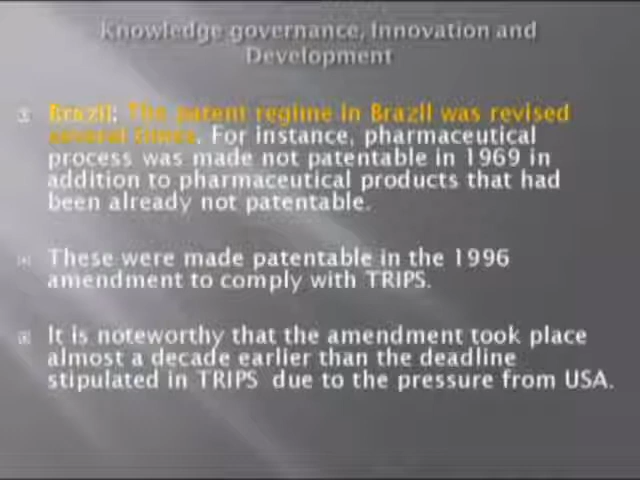 Knowledge governance, Innovation and
Development
Brazil: The patent regime in Brazil was revised
several times. For instance, pharmaceutical
process was made not patentable in 1969 in
addition to pharmaceutical products that had
been already not patentable.
These were made patentable in the 1996
amendment to comply with TRIPS.
It is noteworthy that the amendment took place
almost a decade earlier than the deadline
stipulated in TRIPS due to the pressure from USA.